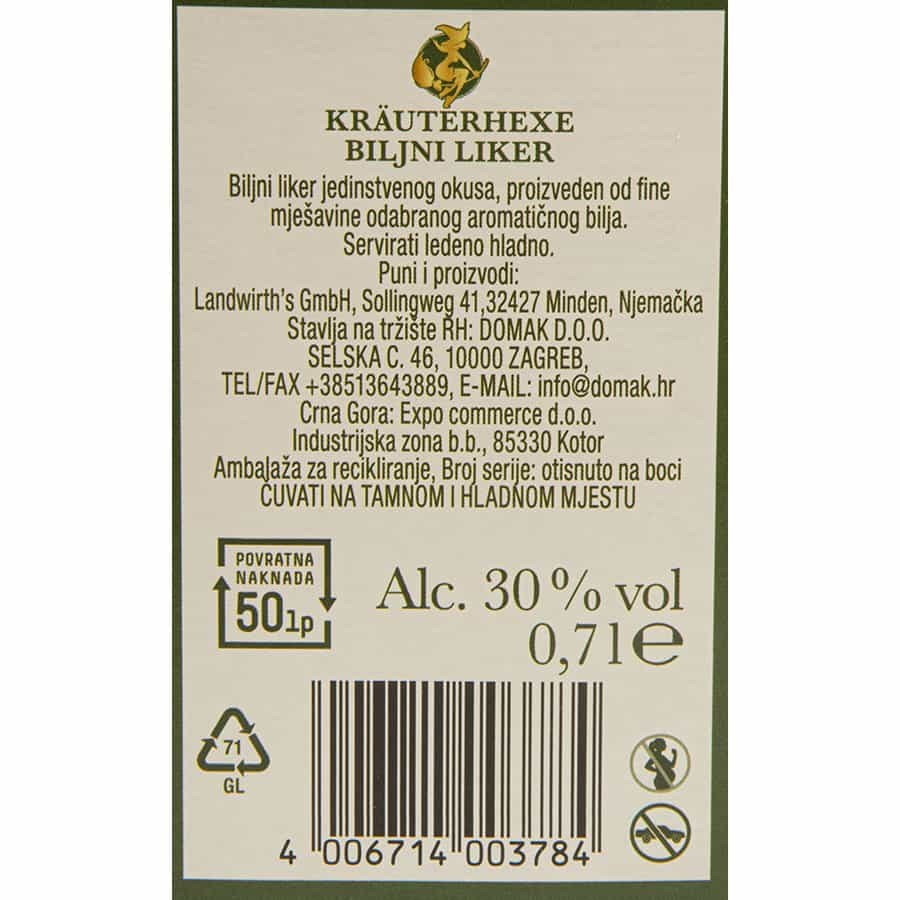 KRÄUTERHEXE
BILJNI LIKER
Biljni liker jedinstvenog okusa, proizveden od fine
mješavine odabranog aromatičnog bilja.
Servirati ledeno hladno.
Puni i proizvodi:
Landwirth's GmbH, Sollingweg 41,32427 Minden, Njemačka
Stavlja na tržište RH: DOMAK D.O.O.
SELSKA C. 46, 10000 ZAGREB,
TEL/FAX +38513643889, E-MAIL: info@domak.hr
Crna Gora: Expo commerce d.o.o.
Industrijska zona b.b., 85330 Kotor
Ambalaža za recikliranje, Broj serije: otisnuto na boci
ČUVATI NA TAMNOM I HLADNOM MJESTU
POVRATNA
NAKNADA
50lp
Alc. 30% vol
0,7l e
71
GL
4 006714 003784